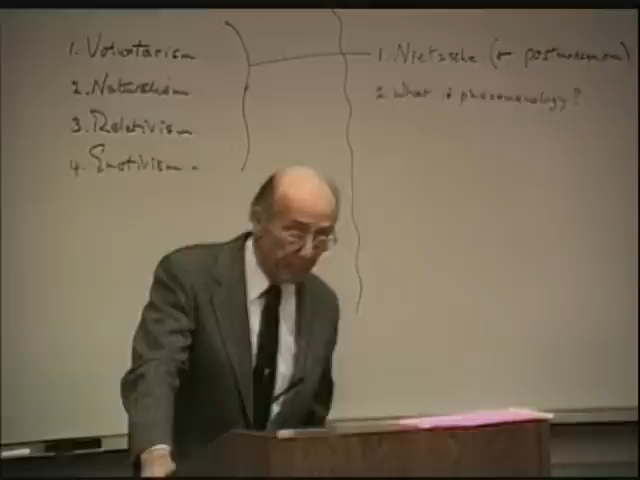 1. Voluntarism
2. Naturalism
3. Relativism
4. Emotivism.
1. Nietzsche (or postmodernism)
2. What is phenomenology?